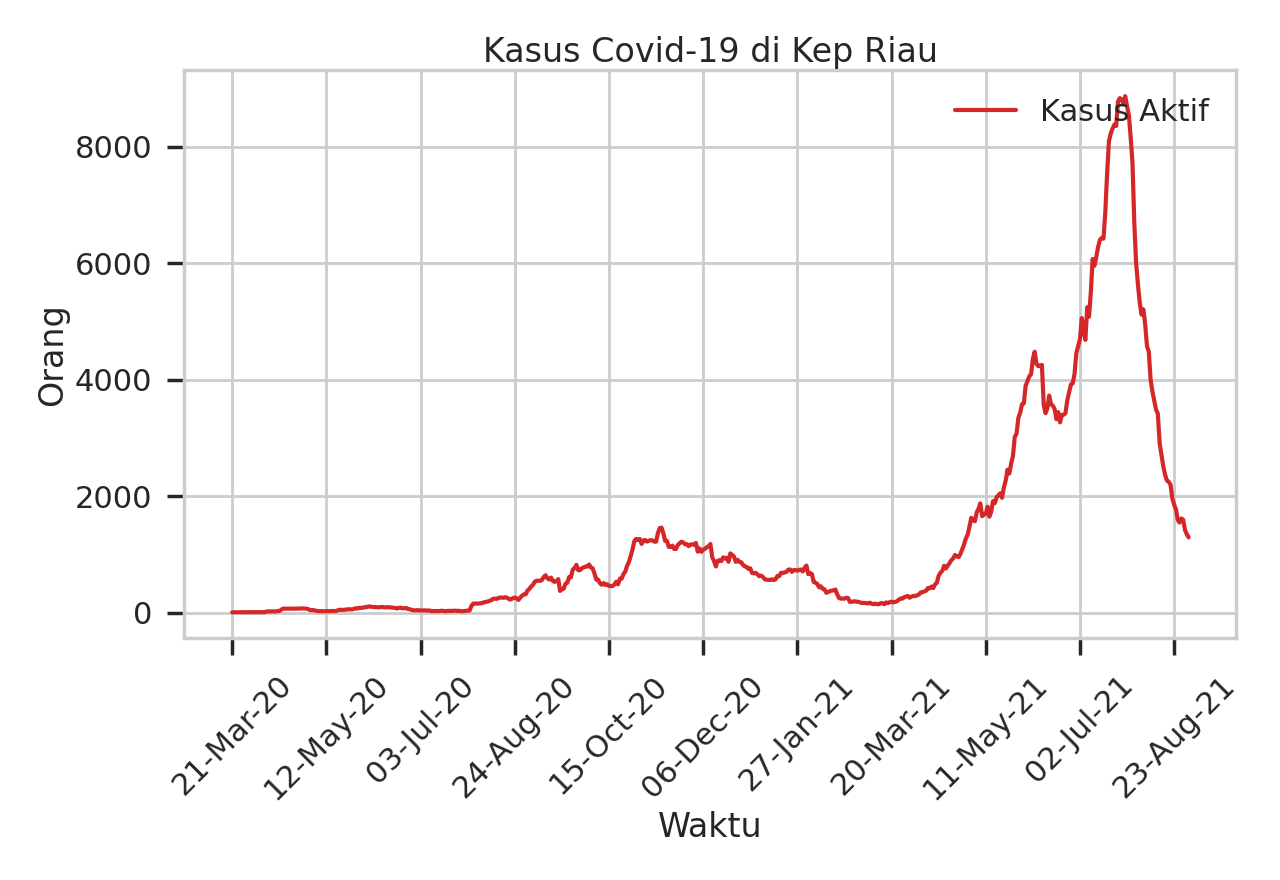 Kasus Covid-19 di Kep Riau
Kasus Aktif
8000
6000
4000
2000
0
Orang
21-Mar-20
12-May-20
03-Jul-20
24-Aug-20
15-Oct-20
06-Dec-20
27-Jan-21
20-Mar-21
11-May-21
02-Jul-21
23-Aug-21
Waktu